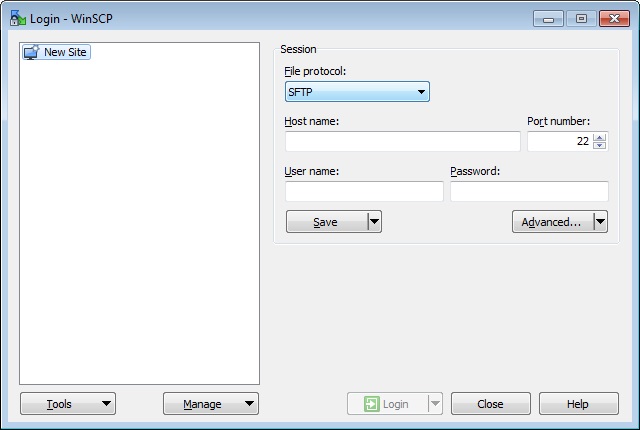 Login - WinSCP
New Site
Session
File protocol:
SFTP
Host name:
Port number:
22
User name:
Password:
Save
Advanced...
Tools
Manage
Login
Close
Help